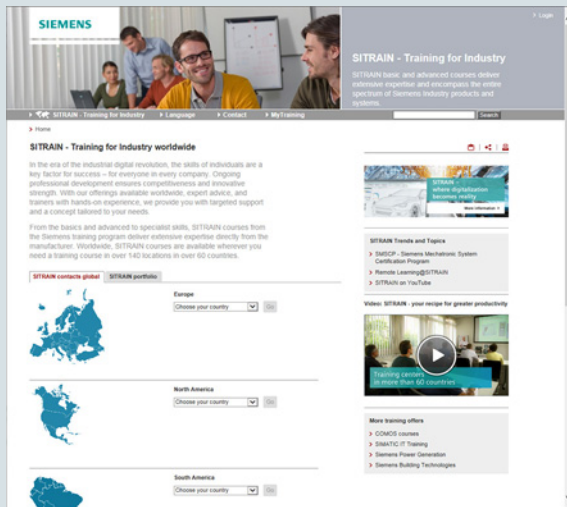 SIEMENS
> Login
SITRAIN - Training for Industry
SITRAIN basic and advanced courses deliver
extensive expertise and encompass the entire
spectrum of Siemens Industry products and
systems.
> SITRAIN - Training for Industry > Language > Contact > MyTraining Search
> Home
SITRAIN - Training for Industry worldwide
In the era of the industrial digital revolution, the skills of individuals are a
key factor for success – for everyone in every company. Ongoing
professional development ensures competitiveness and innovative
strength. With our offerings available worldwide, expert advice, and
trainers with hands-on experience, we provide you with targeted support
and a concept tailored to your needs.
From the basics and advanced to specialist skills, SITRAIN courses from
the Siemens training program deliver extensive expertise directly from the
manufacturer. Worldwide, SITRAIN courses are available wherever you
need a training course in over 140 locations in over 60 countries.
SITRAIN contacts global SITRAIN portfolio
Europe
Choose your country Go
North America
Choose your country Go
South America
Choose your country Go
SITRAIN -
where digitalization
becomes reality
More information >
SITRAIN Trends and Topics
> SMSCP - Siemens Mechatronic System
Certification Program
> Remote Learning@SITRAIN
> SITRAIN on YouTube
Video: SITRAIN - your recipe for greater productivity
Training centers
in more than 60 countries
More training offers
> COMOS courses
> SIMATIC IT Training
> Siemens Power Generation
> Siemens Building Technologies